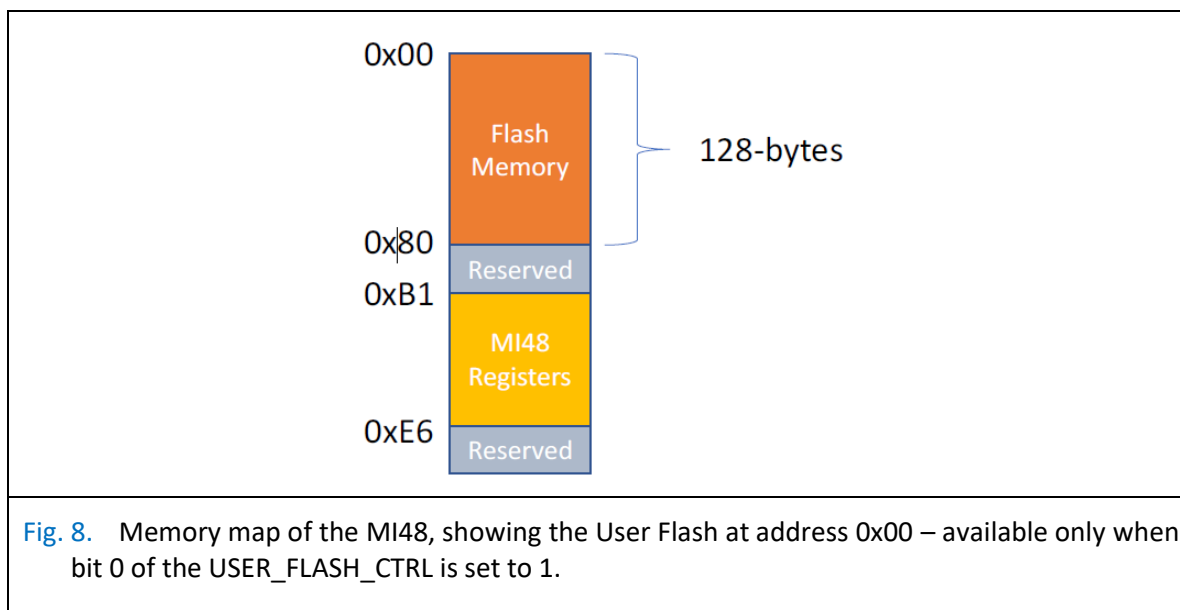 0x00
Flash
Memory
128-bytes
0x80
Reserved
0xB1
MI48
Registers
0xE6
Reserved
Fig. 8. Memory map of the MI48, showing the User Flash at address 0x00 – available only when
bit 0 of the USER_FLASH_CTRL is set to 1.